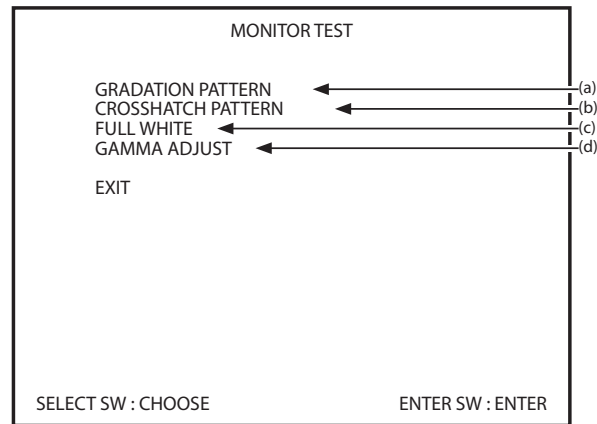 MONITOR TEST
GRADATION PATTERN (a)
CROSSHATCH PATTERN (b)
FULL WHITE (c)
GAMMA ADJUST (d)
EXIT
SELECT SW : CHOOSE ENTER SW : ENTER